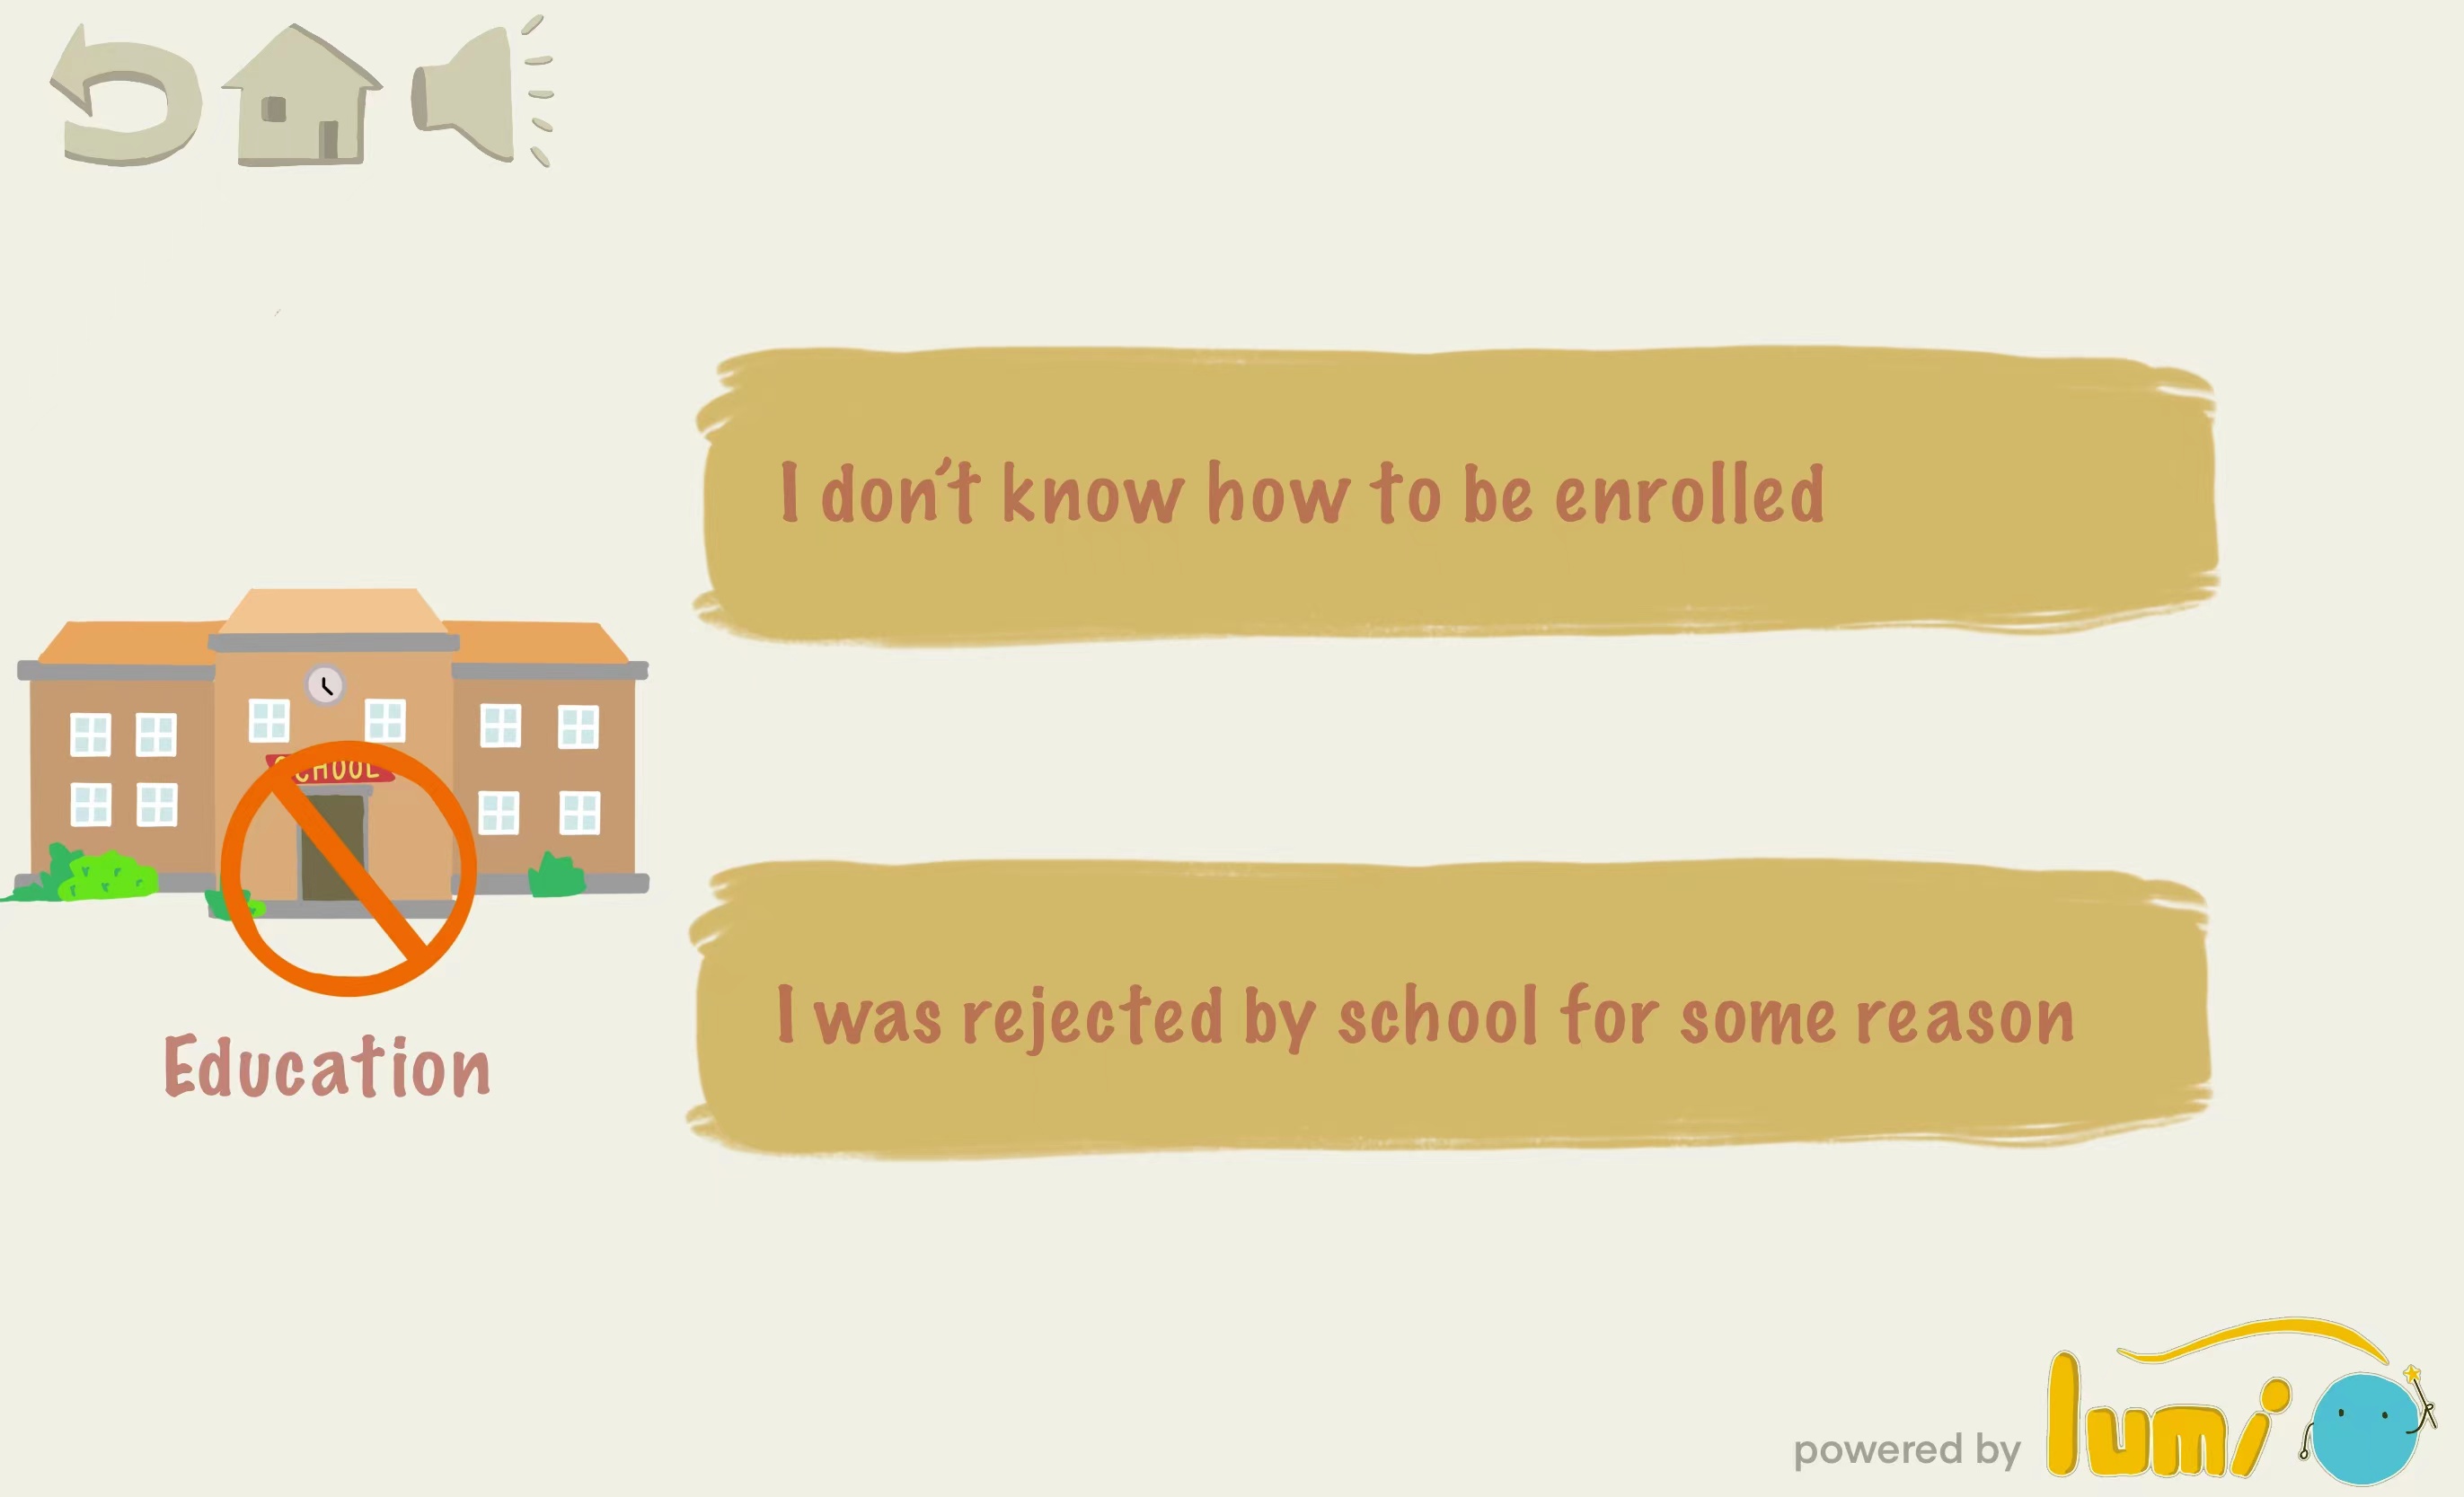 I don't know how to be enrolled
SCHOOL
I was rejected by school for some reason
Education
powered by lumi